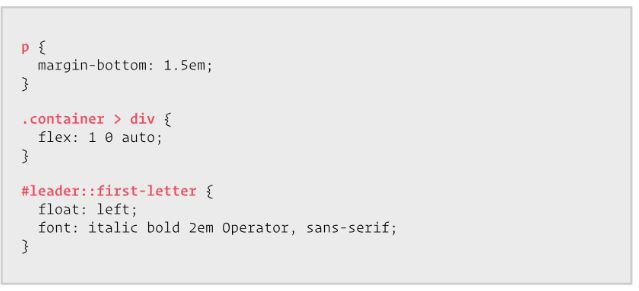 p {
  margin-bottom: 1.5em;
}
.container > div {
  flex: 1 0 auto;
}
#leader::first-letter {
  float: left;
  font: italic bold 2em Operator, sans-serif;
}